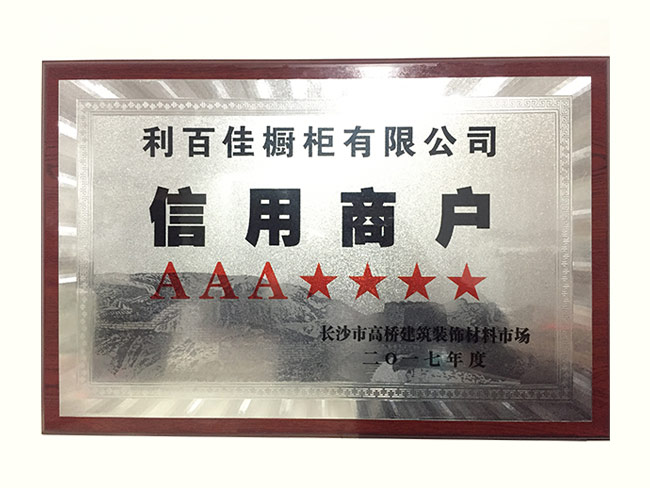 利百佳橱柜有限公司
信用商户
AAA★★★★
长沙市高桥建筑装饰材料市场
二〇一七年度